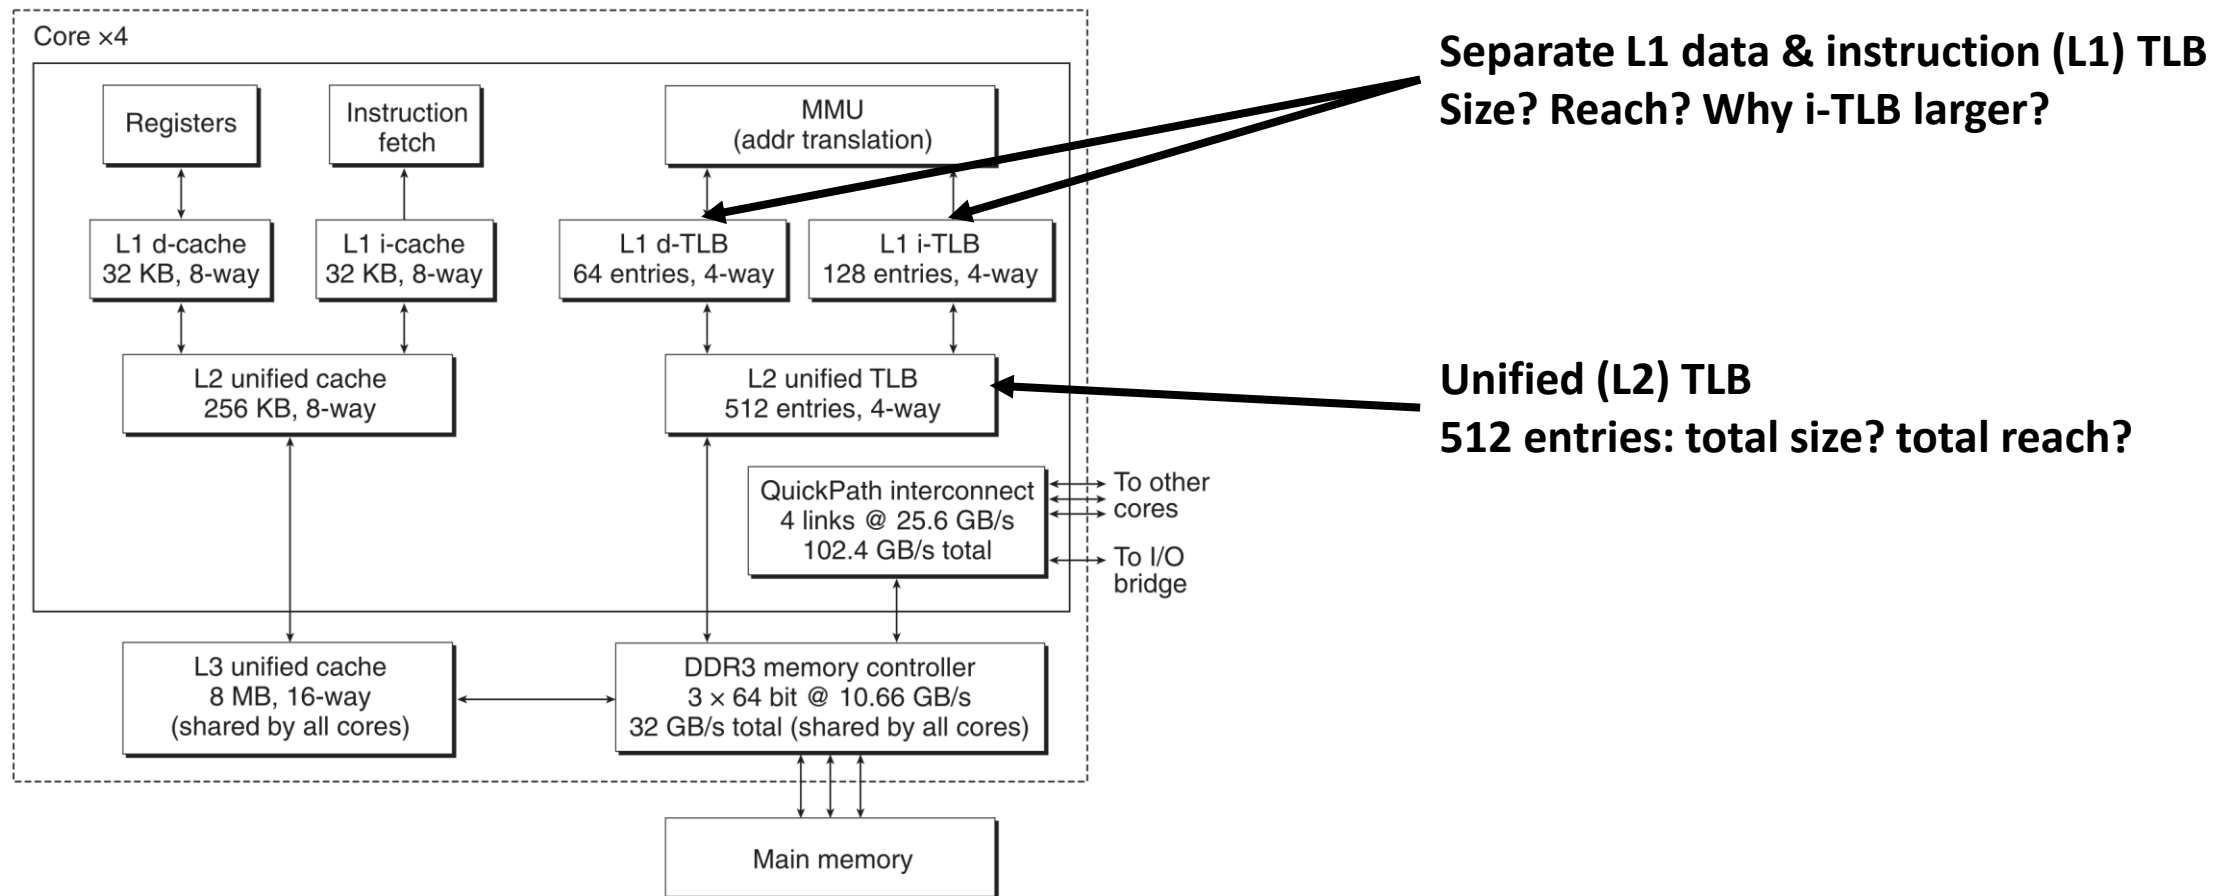 Core ×4
Separate L1 data & instruction (L1) TLB
Size? Reach? Why i-TLB larger?
Registers
Instruction
fetch
MMU
(addr translation)
L1 d-cache
32 KB, 8-way
L1 i-cache
32 KB, 8-way
L1 d-TLB
64 entries, 4-way
L1 i-TLB
128 entries, 4-way
L2 unified cache
256 KB, 8-way
L2 unified TLB
512 entries, 4-way
Unified (L2) TLB
512 entries: total size? total reach?
QuickPath interconnect
4 links @ 25.6 GB/s
102.4 GB/s total
To other
cores
To I/O
bridge
L3 unified cache
8 MB, 16-way
(shared by all cores)
DDR3 memory controller
3 × 64 bit @ 10.66 GB/s
32 GB/s total (shared by all cores)
Main memory